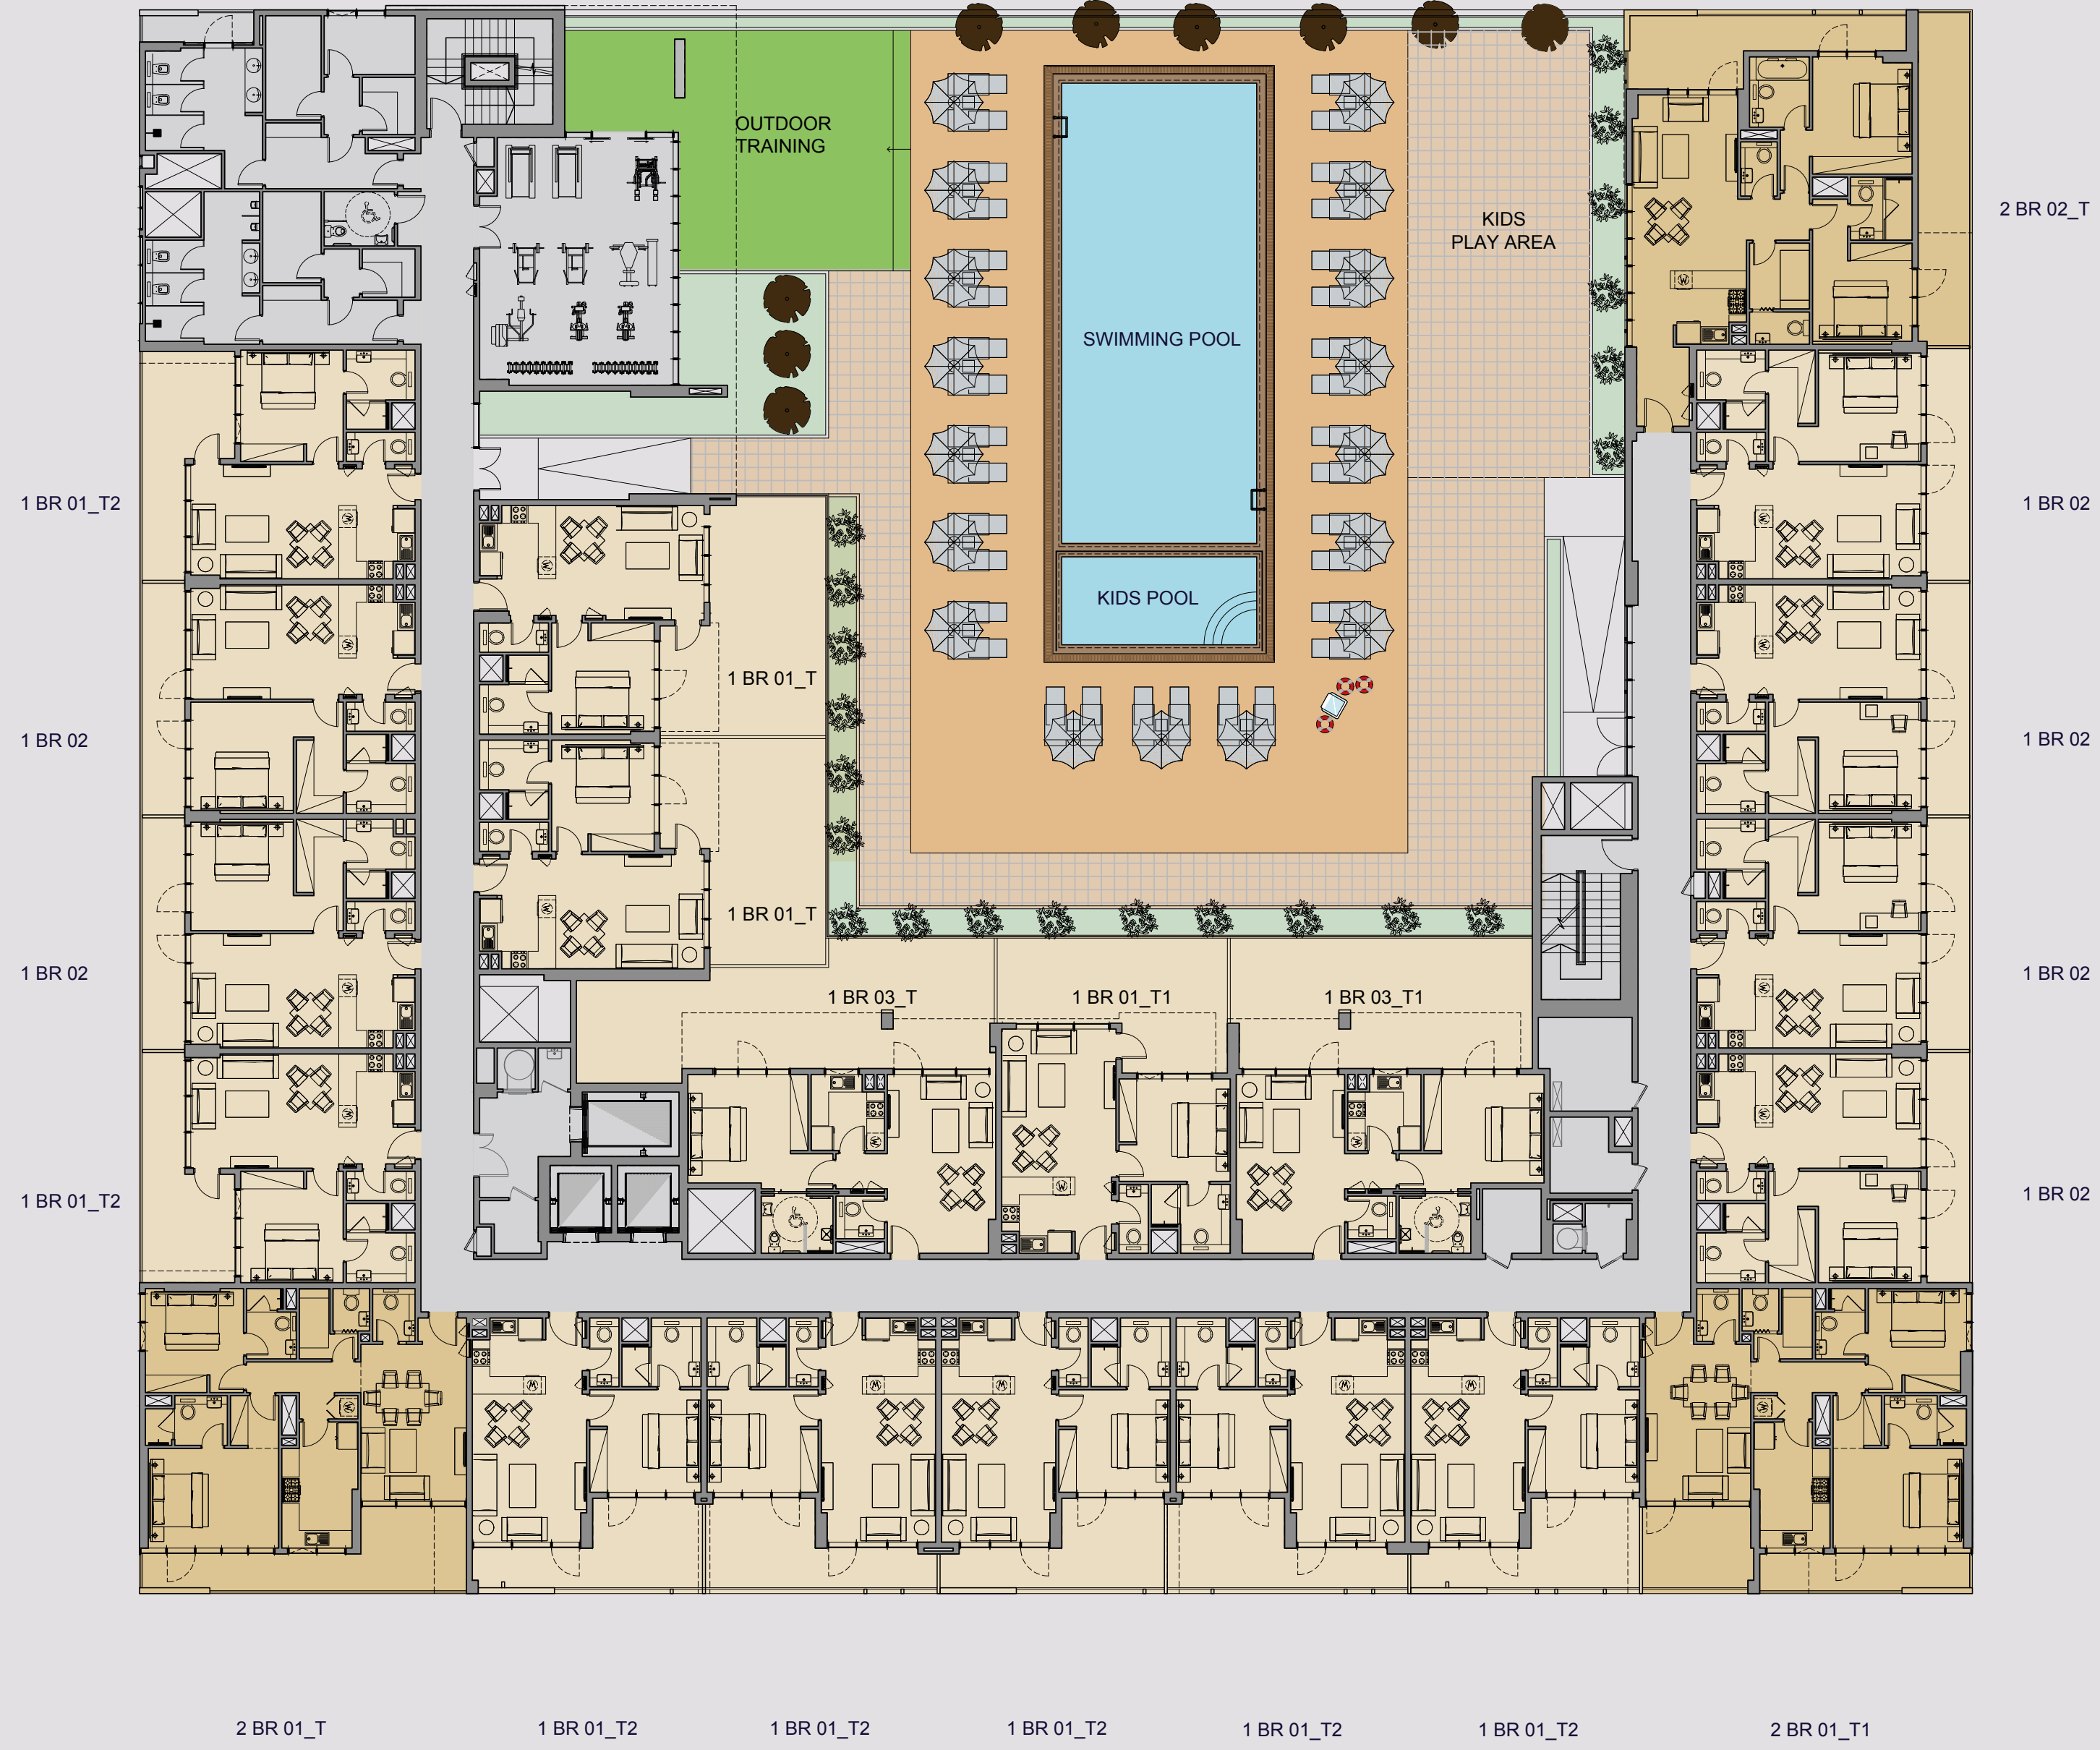 OUTDOOR
TRAINING
KIDS
PLAY AREA
2 BR 02_T
SWIMMING POOL
1 BR 01_T2
1 BR 02
KIDS POOL
1 BR 01_T
1 BR 02
1 BR 02
1 BR 01_T
1 BR 02
1 BR 02
1 BR 03_T
1 BR 01_T1
1 BR 03_T1
1 BR 01_T2
1 BR 02
2 BR 01_T
1 BR 01_T2
1 BR 01_T2
1 BR 01_T2
1 BR 01_T2
1 BR 01_T2
2 BR 01_T1